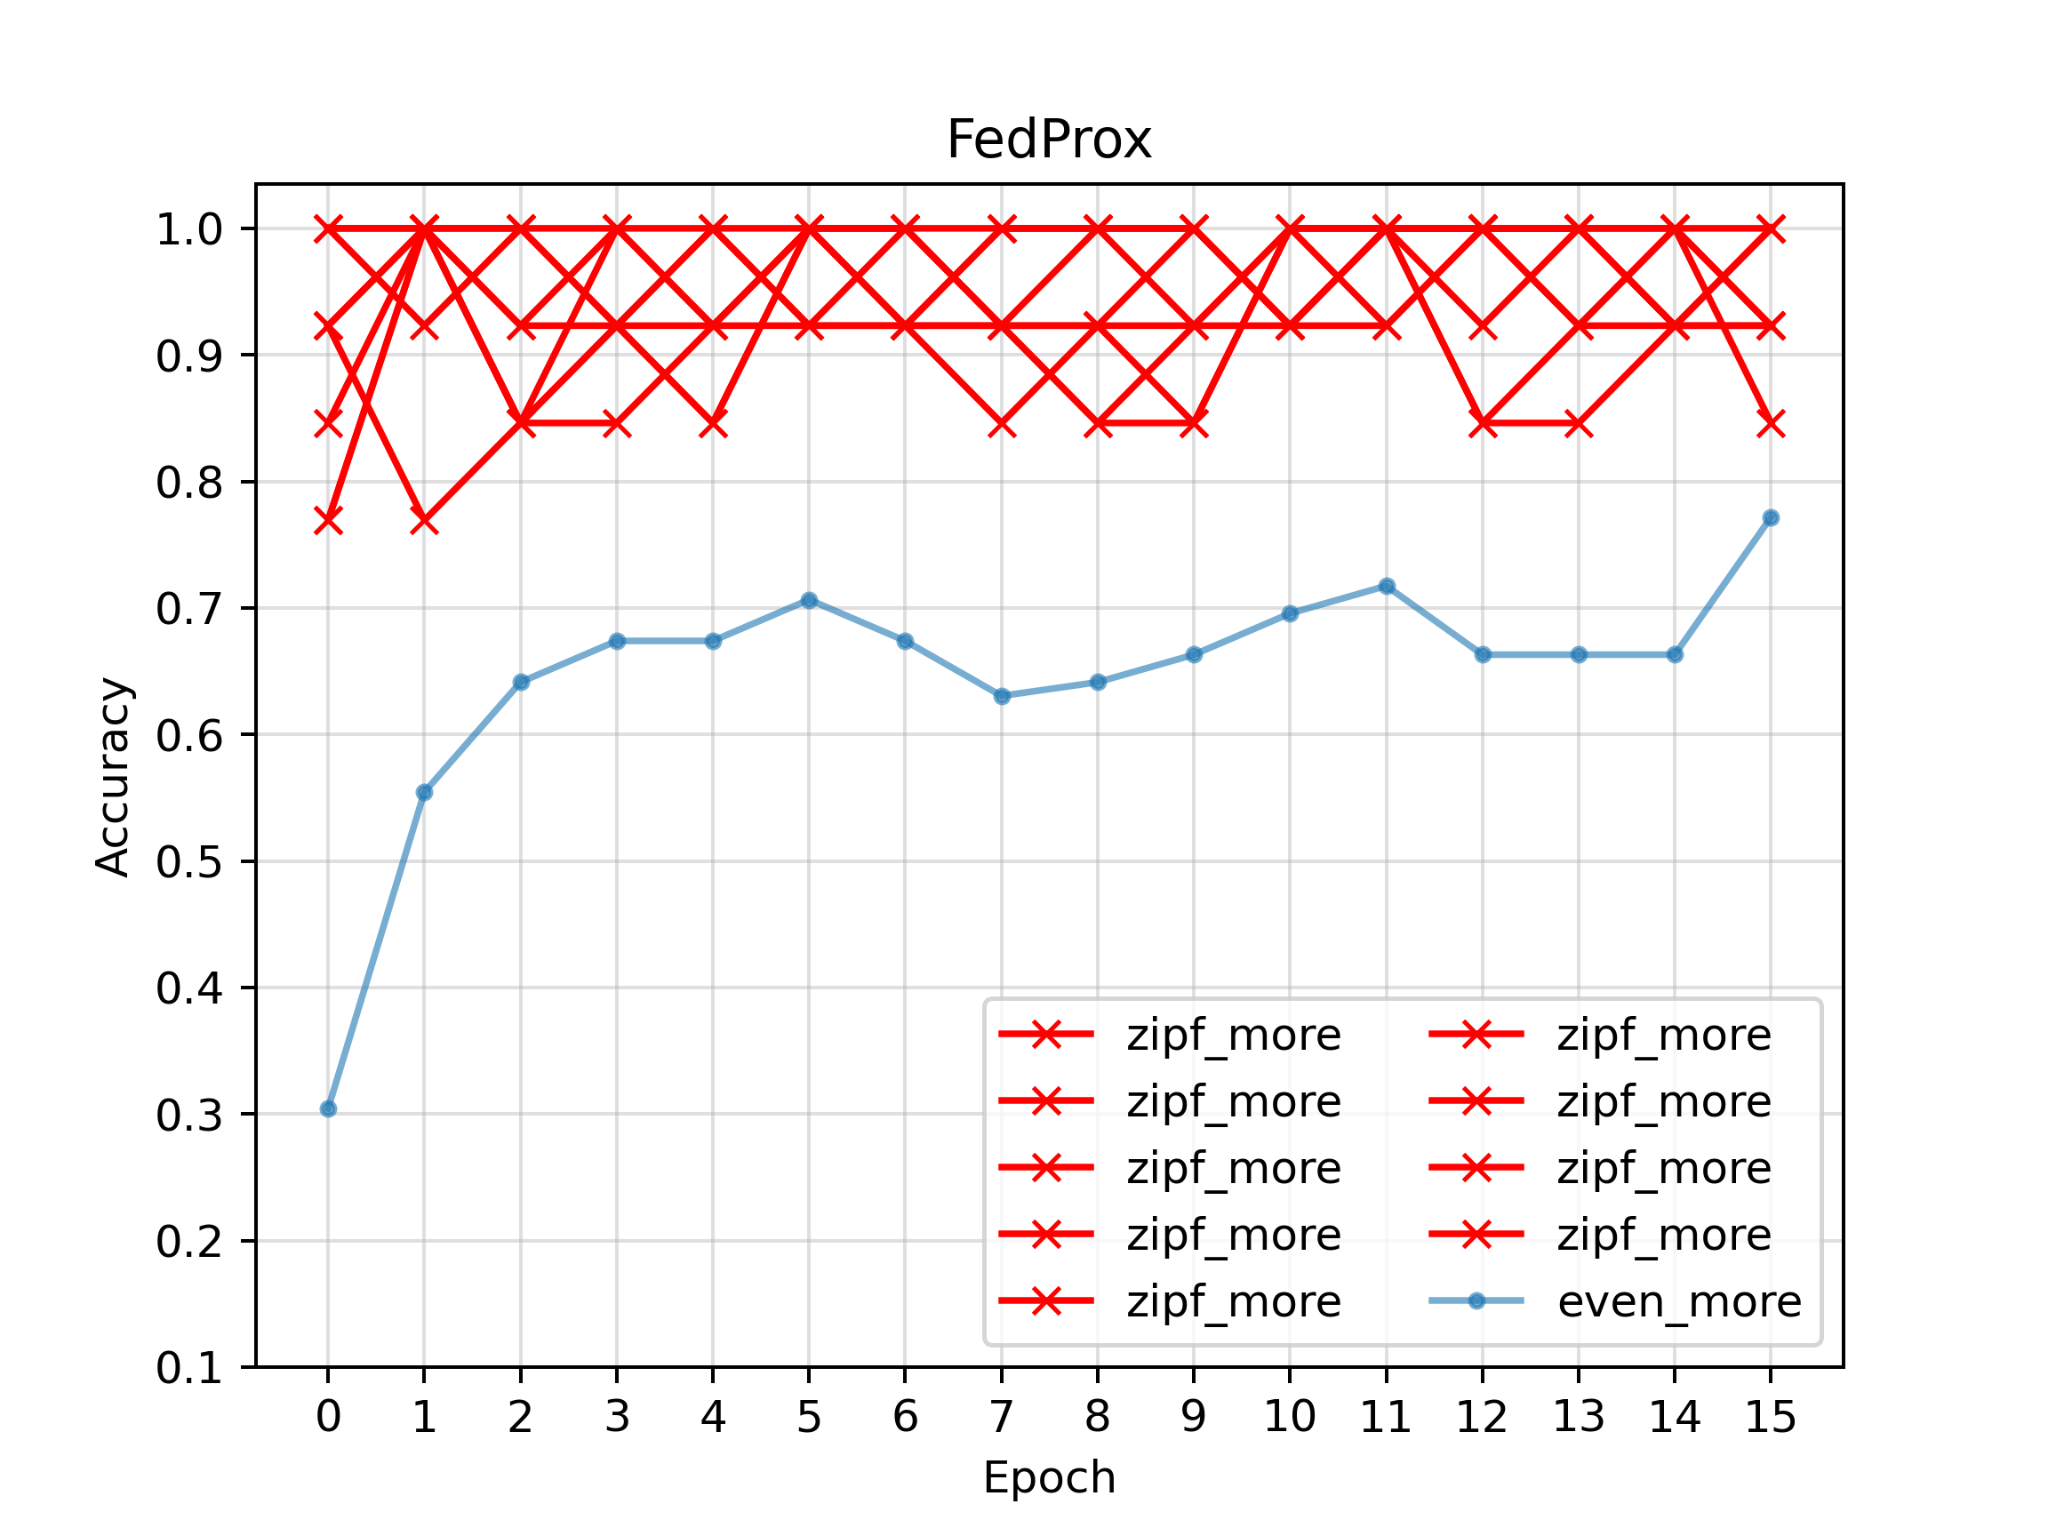 FedProx
1.0
0.9
0.8
0.7
0.6
0.5
0.4
0.3
0.2
0.1
Accuracy
0 1 2 3 4 5 6 7 8 9 10 11 12 13 14 15
Epoch
zipf_more
zipf_more
zipf_more
zipf_more
zipf_more
zipf_more
zipf_more
zipf_more
zipf_more
even_more